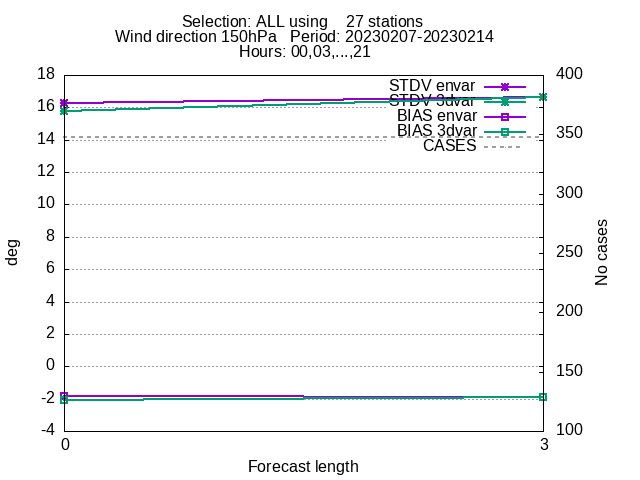 Selection: ALL using    27 stations
Wind direction 150hPa   Period: 20230207-20230214
Hours: 00,03,...,21
18
16
14
12
10
8
6
4
2
0
-2
-4
deg
STDV envar
STDV 3dvar
BIAS envar
BIAS 3dvar
CASES
400
350
300
250
200
150
100
No cases
0
3
Forecast length